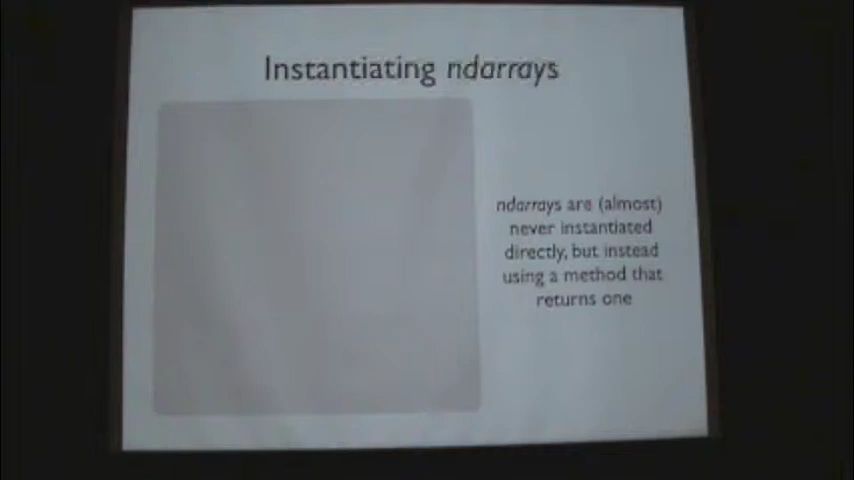 Instantiating ndarrays
ndarrays are (almost)
never instantiated
directly, but instead
using a method that
returns one